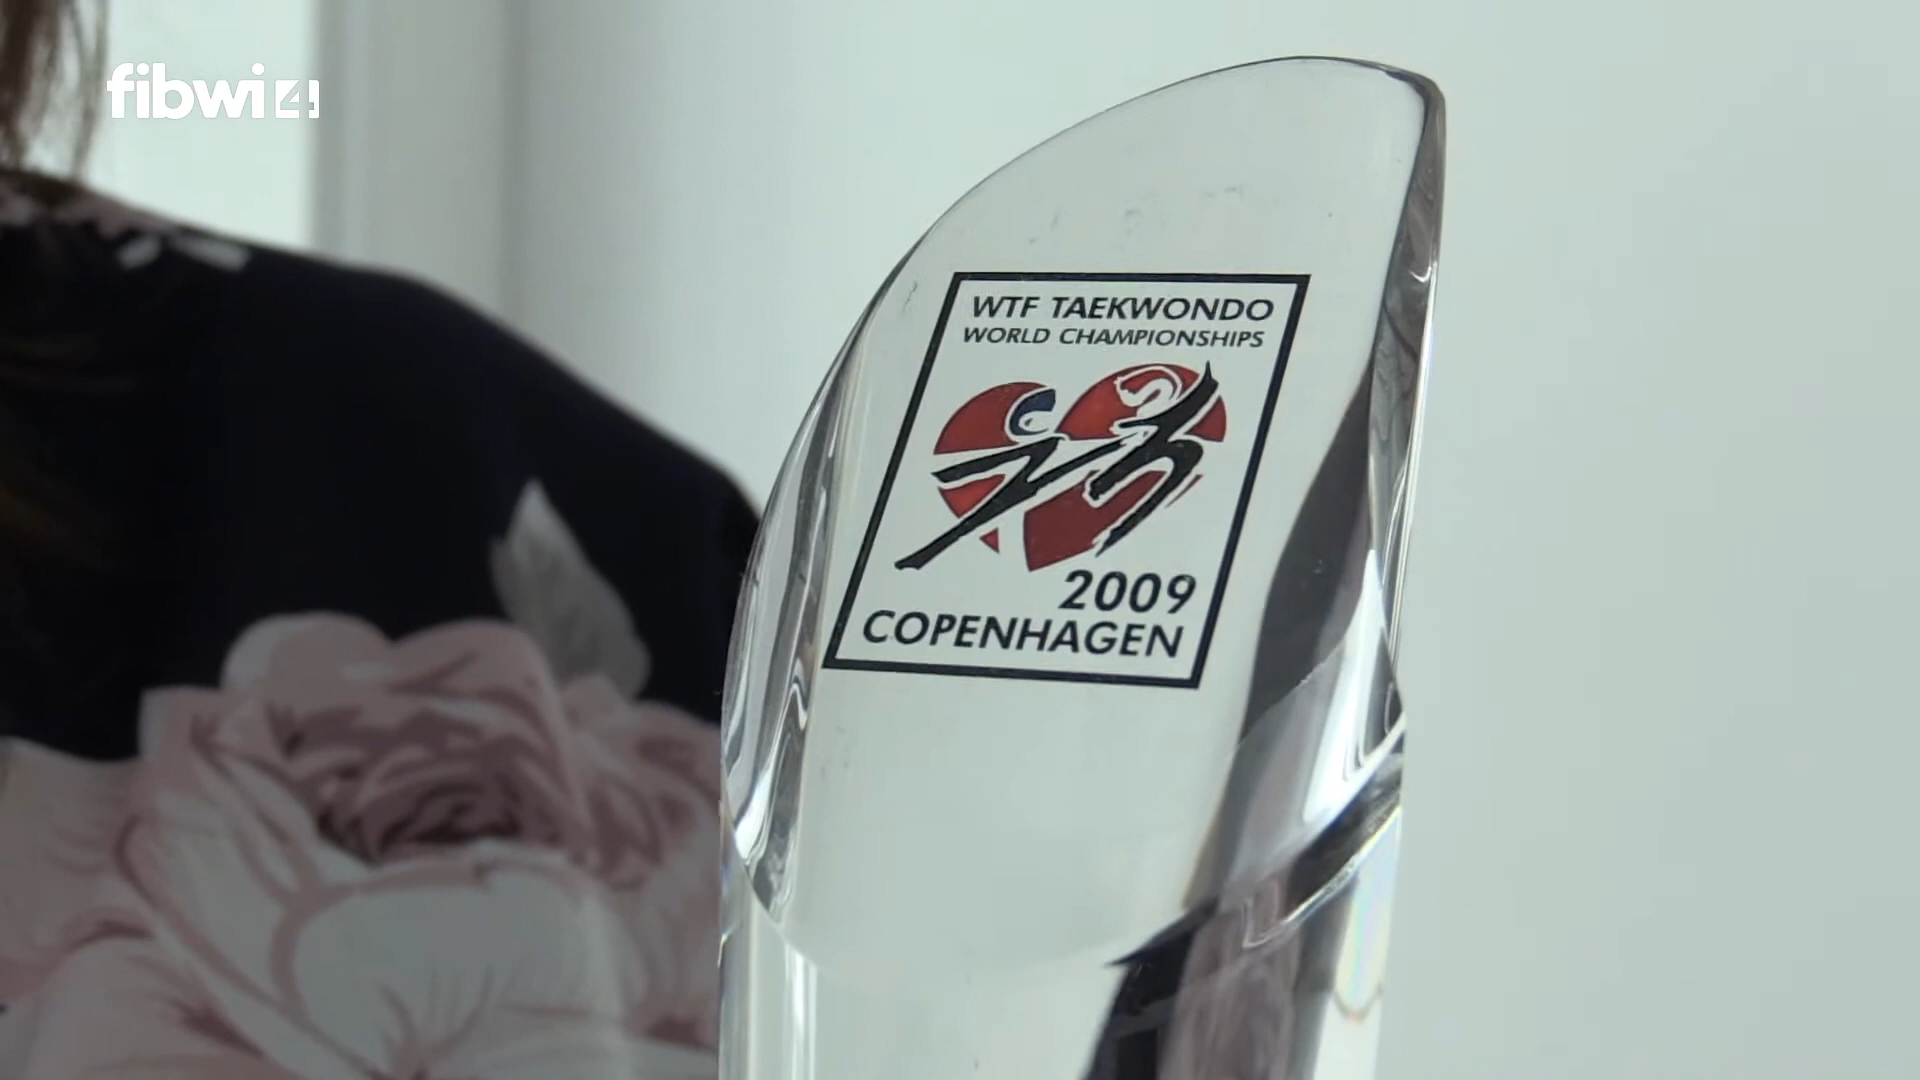 fibwi4
WTF TAEKWONDO
WORLD CHAMPIONSHIPS
2009
COPENHAGEN